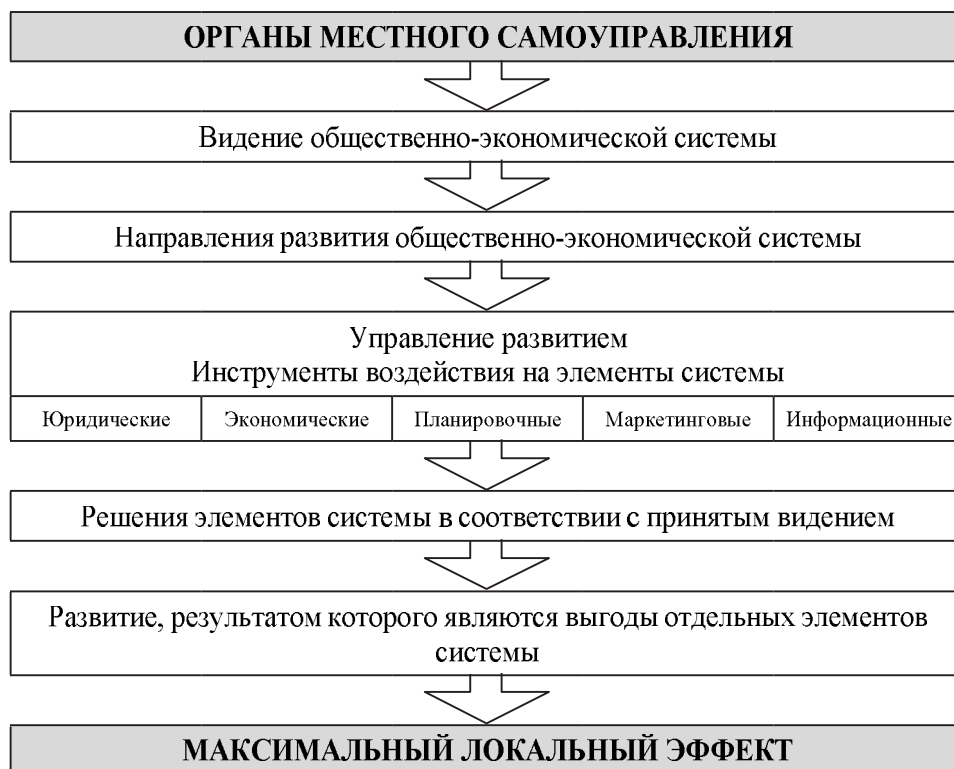 ОРГАНЫ МЕСТНОГО САМОУПРАВЛЕНИЯ
Видение общественно-экономической системы
Направления развития общественно-экономической системы
Управление развитием
Инструменты воздействия на элементы системы
Юридические
Экономические
Планировочные
Маркетинговые
Информационные
Решения элементов системы в соответствии с принятым видением
Развитие, результатом которого являются выгоды отдельных элементов
системы
МАКСИМАЛЬНЫЙ ЛОКАЛЬНЫЙ ЭФФЕКТ